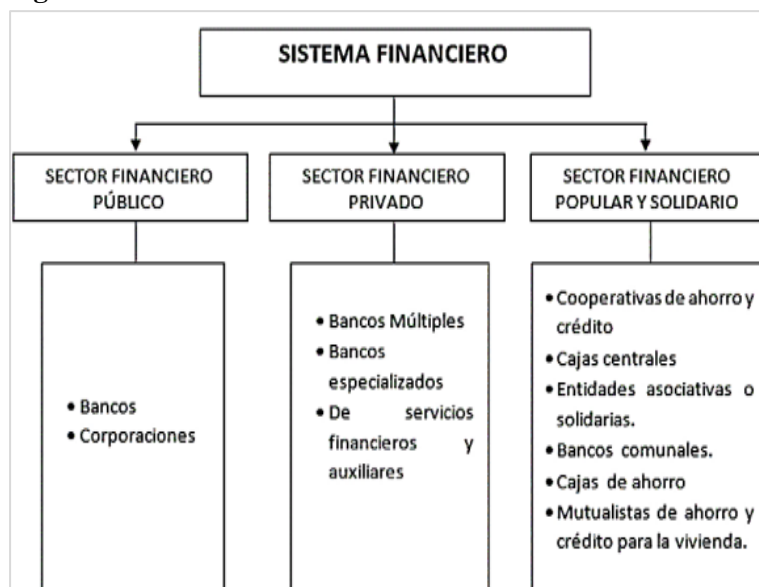 SISTEMA FINANCIERO
SECTOR FINANCIERO
PÚBLICO
SECTOR FINANCIERO
PRIVADO
SECTOR FINANCIERO
POPULAR Y SOLIDARIO
• Bancos
• Corporaciones
• Bancos Múltiples
• Bancos
especializados
• De servicios
financieros y
auxiliares
• Cooperativas de ahorro y
crédito
• Cajas centrales
• Entidades asociativas o
solidarias.
• Bancos comunales.
• Cajas de ahorro
• Mutualistas de ahorro y
crédito para la vivienda.